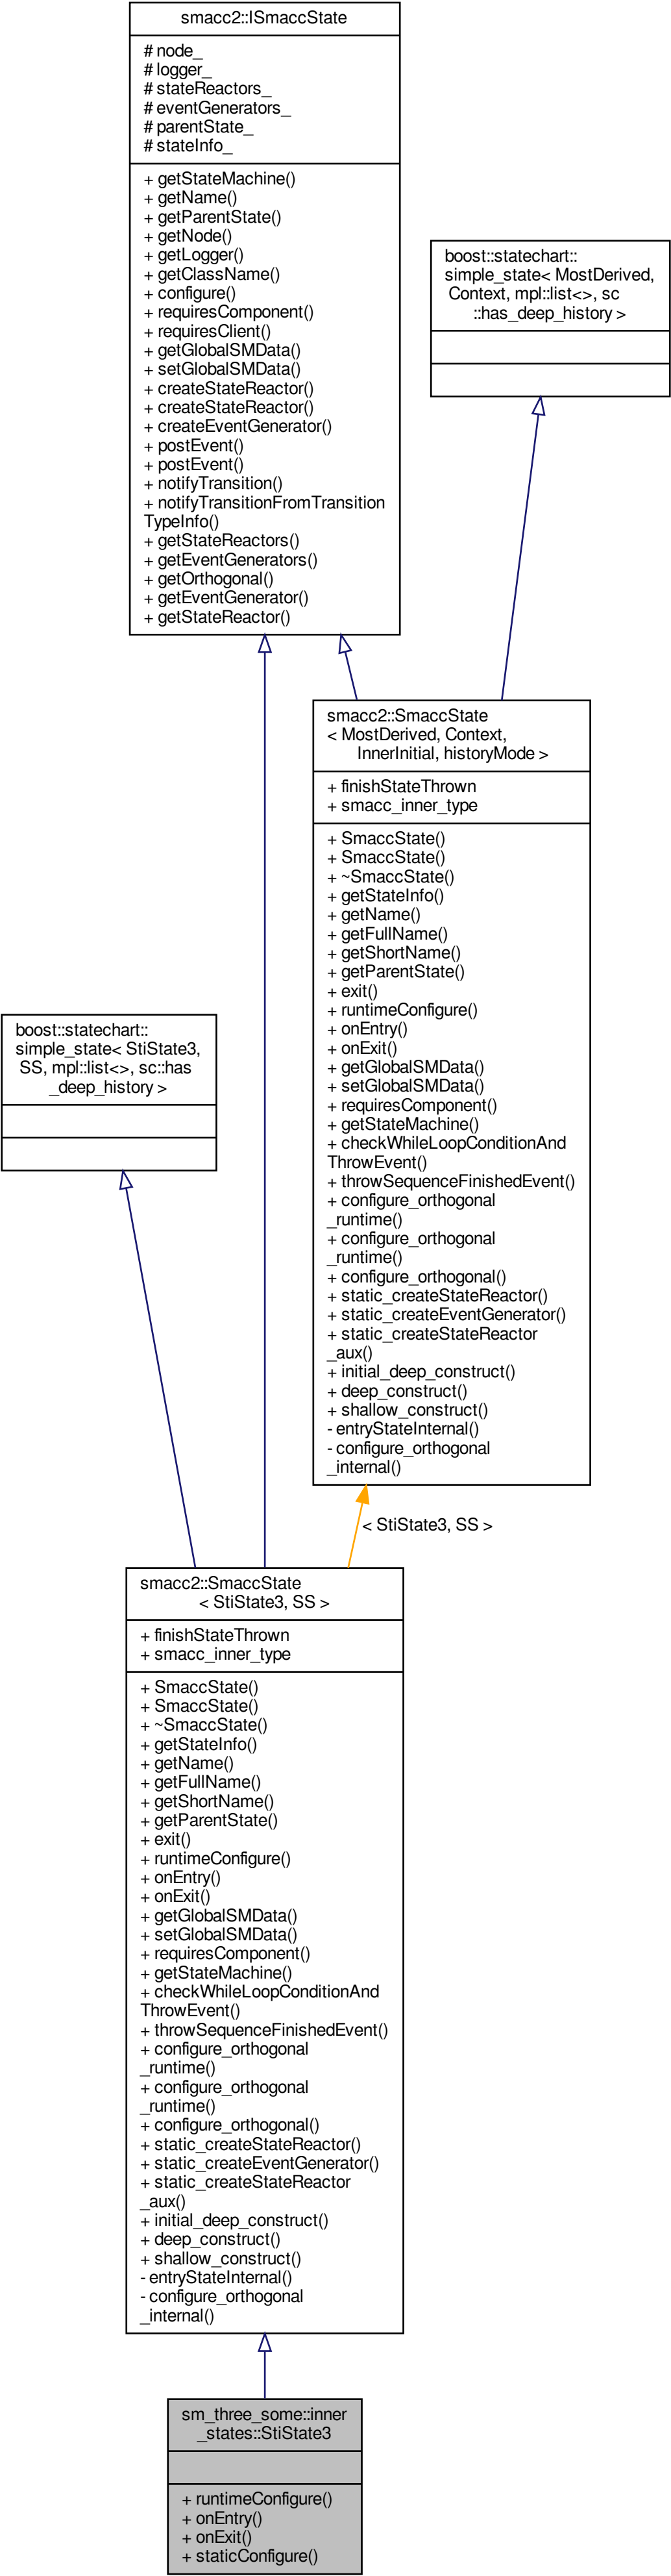 smacc2::ISmaccState
# node_
# logger_
# stateReactors_
# eventGenerators_
# parentState_
# stateInfo_
+ getStateMachine()
+ getName()
+ getParentState()
+ getNode()
+ getLogger()
+ getClassName()
+ configure()
+ requiresComponent()
+ requiresClient()
+ getGlobalSMData()
+ setGlobalSMData()
+ createStateReactor()
+ createStateReactor()
+ createEventGenerator()
+ postEvent()
+ postEvent()
+ notifyTransition()
+ notifyTransitionFromTransition
TypeInfo()
+ getStateReactors()
+ getEventGenerators()
+ getOrthogonal()
+ getEventGenerator()
+ getStateReactor()
boost::statechart::
simple_state< MostDerived,
Context, mpl::list<>, sc
::has_deep_history >
smacc2::SmaccState
< MostDerived, Context,
InnerInitial, historyMode >
+ finishStateThrown
+ smacc_inner_type
+ SmaccState()
+ SmaccState()
+ ~SmaccState()
+ getStateInfo()
+ getName()
+ getFullName()
+ getShortName()
+ getParentState()
+ exit()
+ runtimeConfigure()
+ onEntry()
+ onExit()
+ getGlobalSMData()
+ setGlobalSMData()
+ requiresComponent()
+ getStateMachine()
+ checkWhileLoopConditionAnd
ThrowEvent()
+ throwSequenceFinishedEvent()
+ configure_orthogonal
_runtime()
+ configure_orthogonal
_runtime()
+ configure_orthogonal()
+ static_createStateReactor()
+ static_createEventGenerator()
+ static_createStateReactor
_aux()
+ initial_deep_construct()
+ deep_construct()
+ shallow_construct()
- entryStateInternal()
- configure_orthogonal
_internal()
boost::statechart::
simple_state< StiState3,
SS, mpl::list<>, sc::has
_deep_history >
< StiState3, SS >
smacc2::SmaccState
< StiState3, SS >
+ finishStateThrown
+ smacc_inner_type
+ SmaccState()
+ SmaccState()
+ ~SmaccState()
+ getStateInfo()
+ getName()
+ getFullName()
+ getShortName()
+ getParentState()
+ exit()
+ runtimeConfigure()
+ onEntry()
+ onExit()
+ getGlobalSMData()
+ setGlobalSMData()
+ requiresComponent()
+ getStateMachine()
+ checkWhileLoopConditionAnd
ThrowEvent()
+ throwSequenceFinishedEvent()
+ configure_orthogonal
_runtime()
+ configure_orthogonal
_runtime()
+ configure_orthogonal()
+ static_createStateReactor()
+ static_createEventGenerator()
+ static_createStateReactor
_aux()
+ initial_deep_construct()
+ deep_construct()
+ shallow_construct()
- entryStateInternal()
- configure_orthogonal
_internal()
sm_three_some::inner
_states::StiState3
+ runtimeConfigure()
+ onEntry()
+ onExit()
+ staticConfigure()